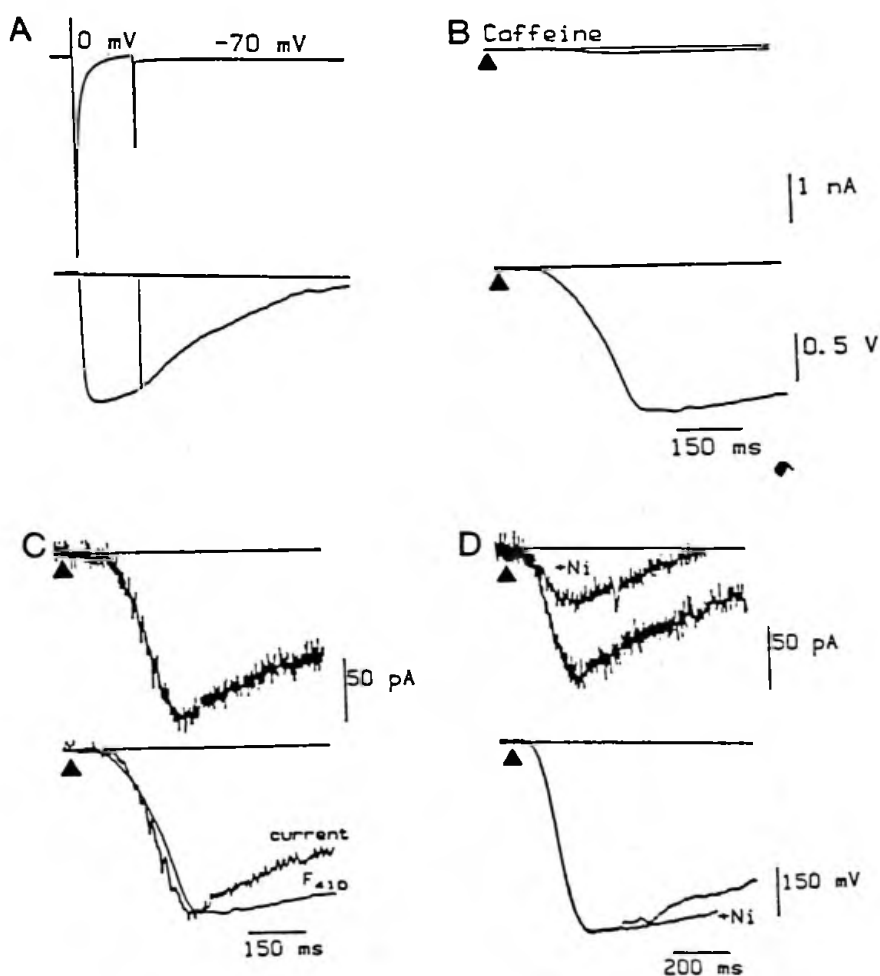 A
0 mV
-70 mV
B Caffeine
1 nA
0.5 V
150 ms
C
50 pA
current
F410
150 ms
D
←Ni
50 pA
150 mV
←Ni
200 ms